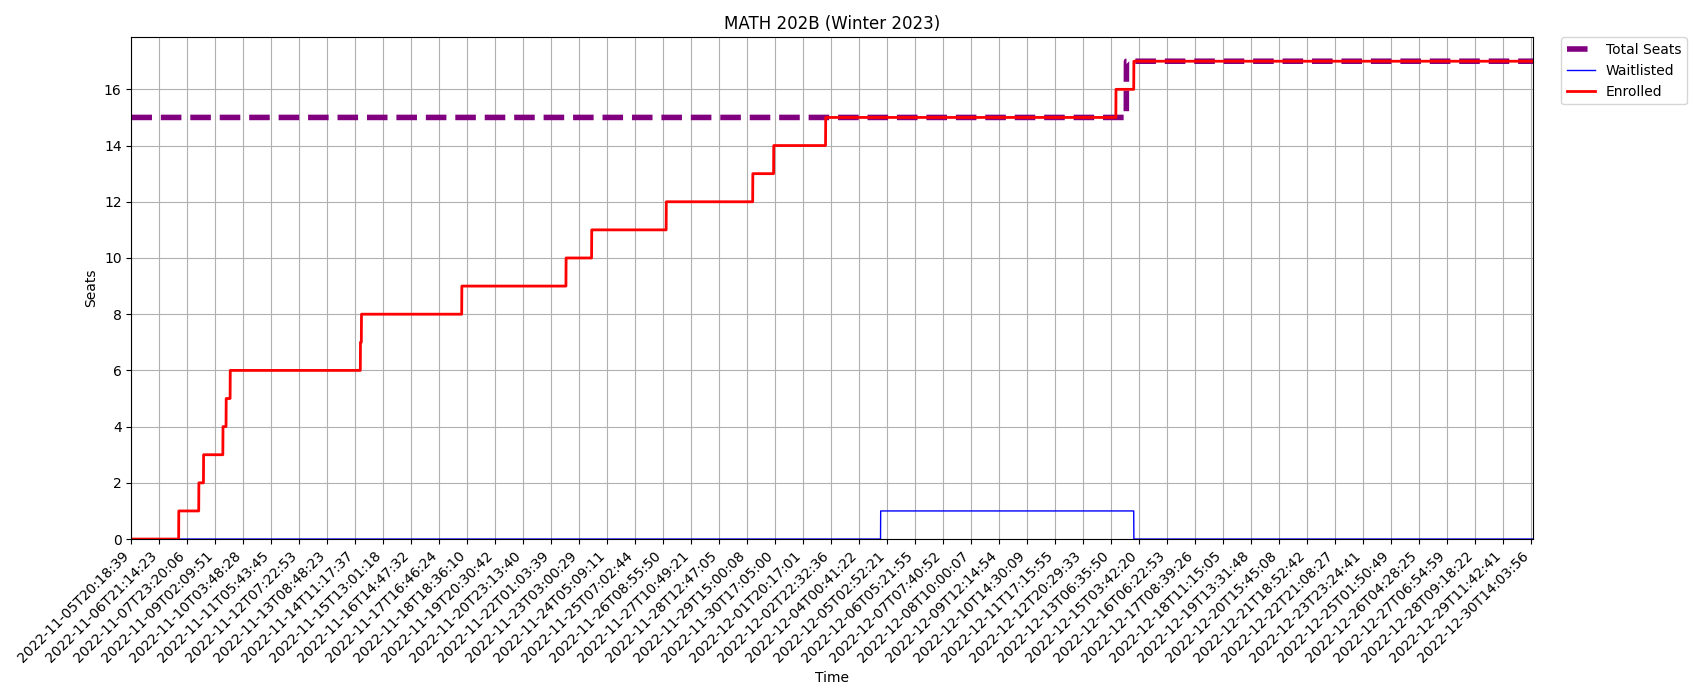 MATH 202B (Winter 2023)
Total Seats
Waitlisted
Enrolled
Seats
16
14
12
10
8
6
4
2
0
2022-11-05T20:18:39
2022-11-06T21:14:23
2022-11-07T23:20:06
2022-11-09T02:09:51
2022-11-10T03:48:28
2022-11-11T05:43:45
2022-11-12T07:22:53
2022-11-13T08:48:23
2022-11-14T11:17:37
2022-11-15T13:01:18
2022-11-16T14:47:32
2022-11-17T16:46:24
2022-11-18T18:36:10
2022-11-19T20:30:42
2022-11-20T23:13:40
2022-11-22T01:03:39
2022-11-23T03:00:29
2022-11-24T05:09:11
2022-11-25T07:02:44
2022-11-26T08:55:50
2022-11-27T10:49:21
2022-11-28T12:47:05
2022-11-29T15:00:08
2022-11-30T17:05:00
2022-12-01T20:17:01
2022-12-02T22:32:36
2022-12-04T00:41:22
2022-12-05T02:52:21
2022-12-06T05:21:55
2022-12-07T07:40:52
2022-12-08T10:00:07
2022-12-09T12:14:54
2022-12-10T14:30:09
2022-12-11T17:15:55
2022-12-12T20:29:33
2022-12-13T06:35:50
2022-12-15T03:42:20
2022-12-16T06:22:53
2022-12-17T08:39:26
2022-12-18T11:15:05
2022-12-19T13:31:48
2022-12-20T15:45:08
2022-12-21T18:52:42
2022-12-22T21:08:27
2022-12-23T23:24:41
2022-12-25T01:50:49
2022-12-26T04:28:25
2022-12-27T06:54:59
2022-12-28T09:18:22
2022-12-29T11:42:41
2022-12-30T14:03:56
Time